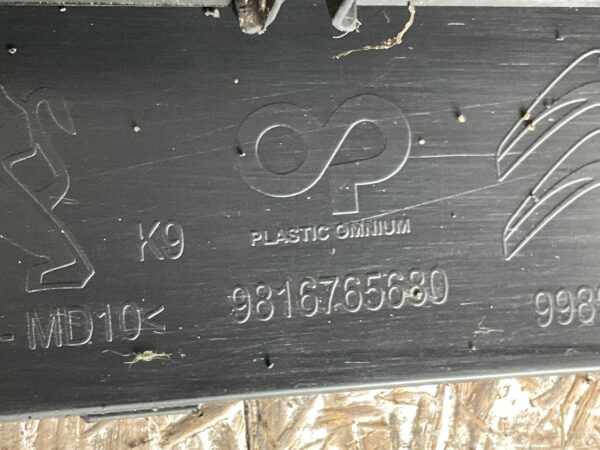 K9
PLASTIC OMNIUM
- MD10<
9816765680
998